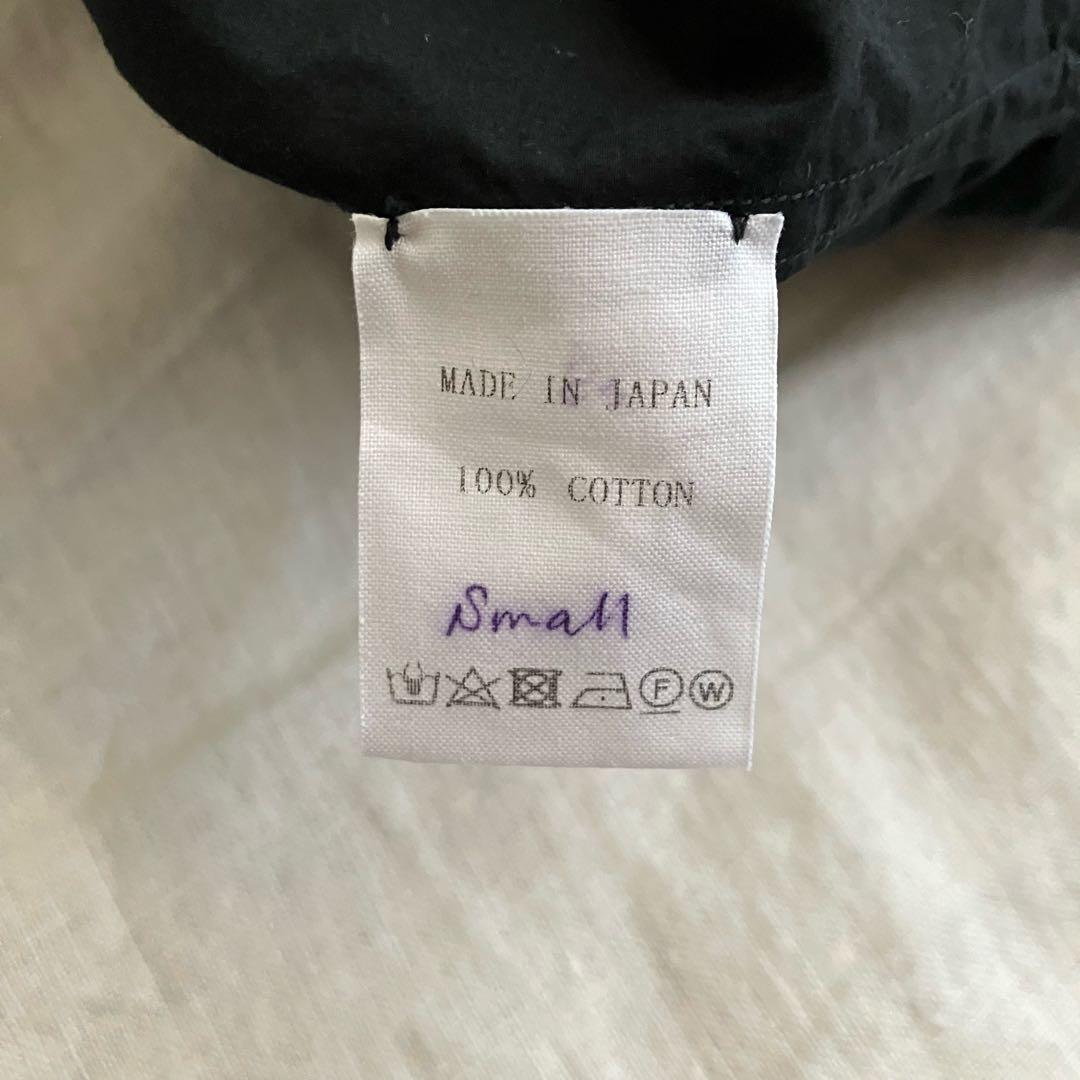 MADE IN JAPAN
100% COTTON
Small
F W